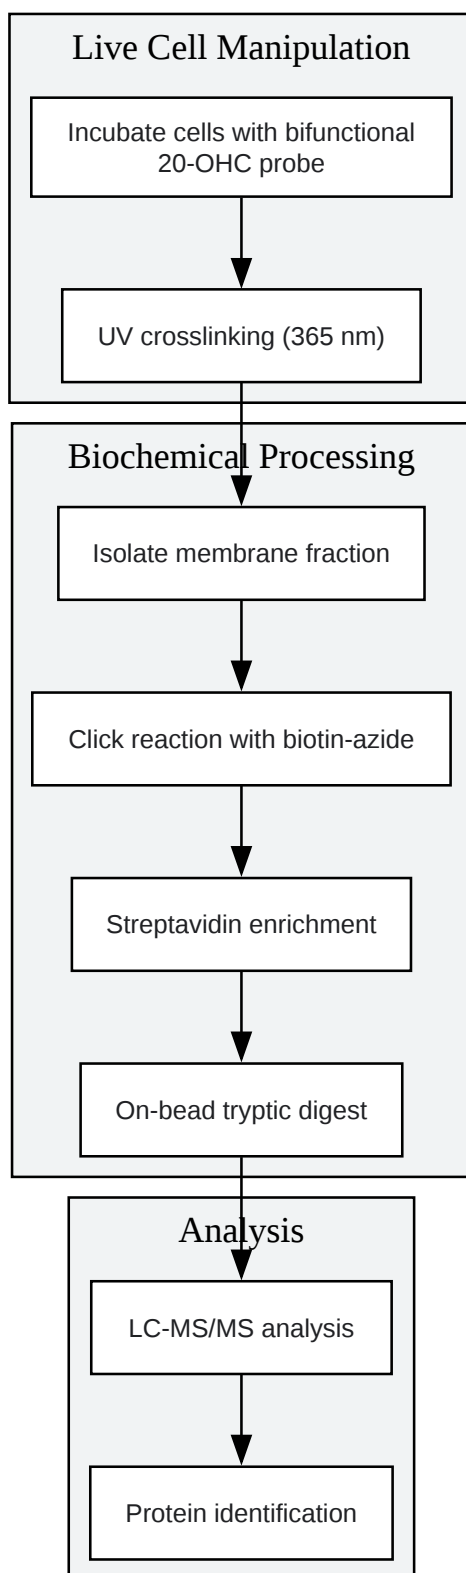 Live Cell Manipulation
Incubate cells with bifunctional
20-OHC probe
UV crosslinking (365 nm)
Biochemical Processing
Isolate membrane fraction
Click reaction with biotin-azide
Streptavidin enrichment
On-bead tryptic digest
Analysis
LC-MS/MS analysis
Protein identification